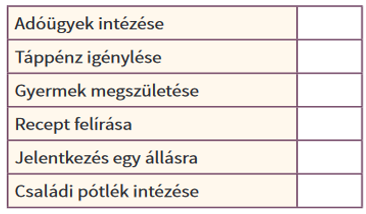 Adóügyek intézése
Táppénz igénylése
Gyermek megszületése
Recept felírása
Jelentkezés egy állásra
Családi pótlék intézése